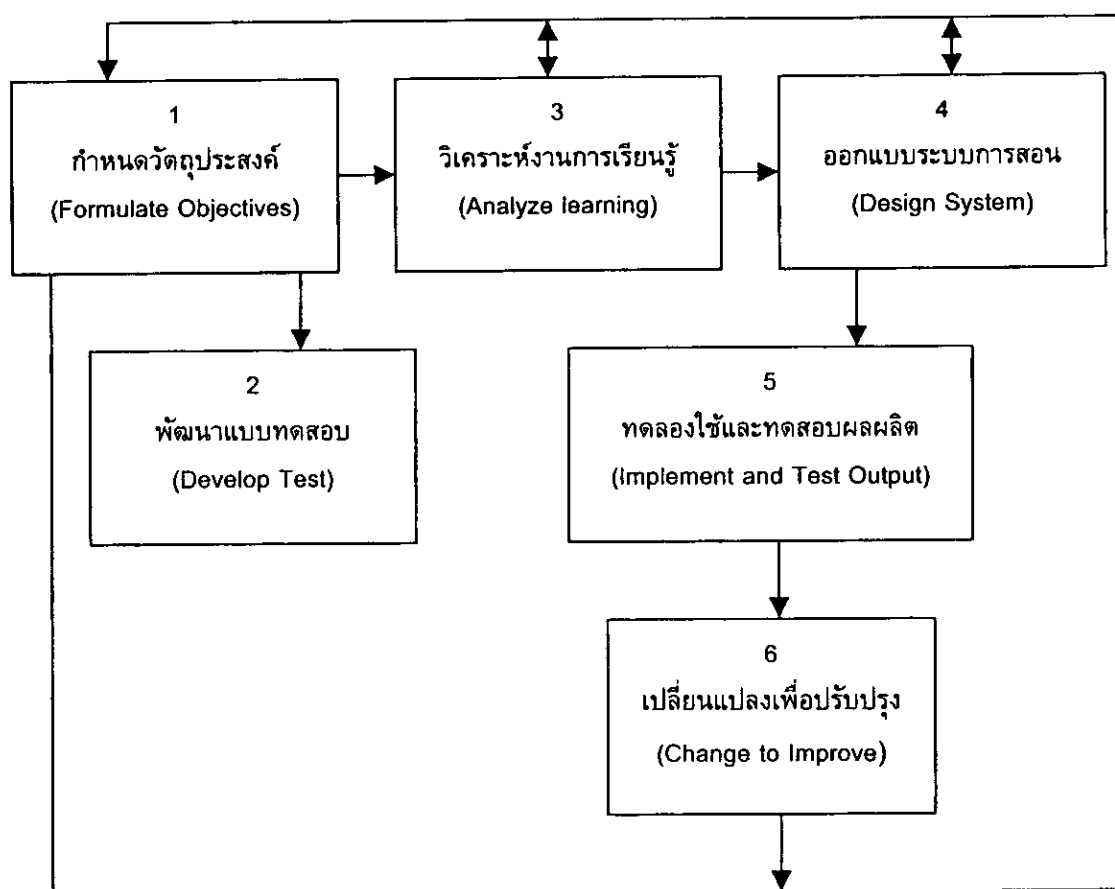 1
กำหนดวัตถุประสงค์
(Formulate Objectives)
3
วิเคราะห์งานการเรียนรู้
(Analyze learning)
4
ออกแบบระบบการสอน
(Design System)
2
พัฒนาแบบทดสอบ
(Develop Test)
5
ทดลองใช้และทดสอบผลผลิต
(Implement and Test Output)
6
เปลี่ยนแปลงเพื่อปรับปรุง
(Change to Improve)